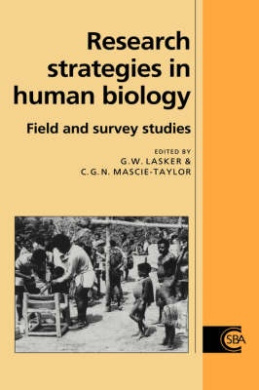 Research
strategies in
human biology
Field and survey studies
EDITED BY
G. W. LASKER &
C. G. N. MASCIE-TAYLOR
C
SBA